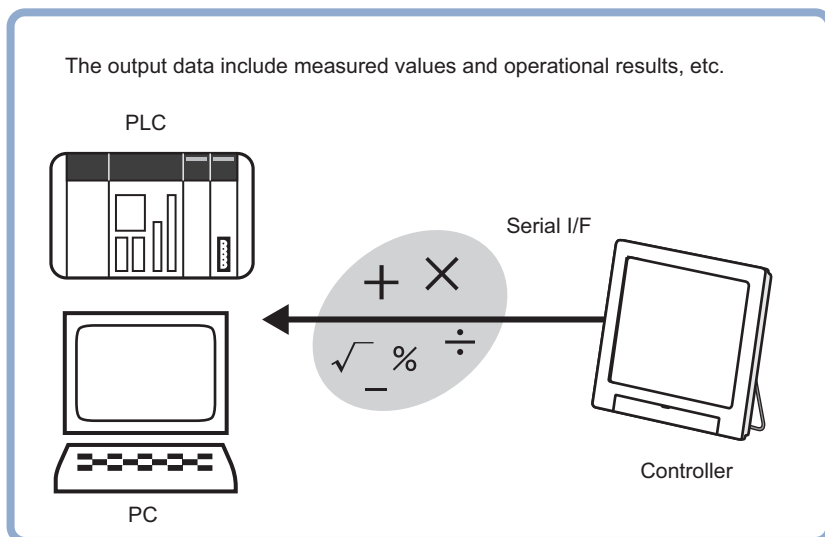 The output data include measured values and operational results, etc.
PLC
Serial I/F
+ ×
√ % ÷
−
Controller
PC